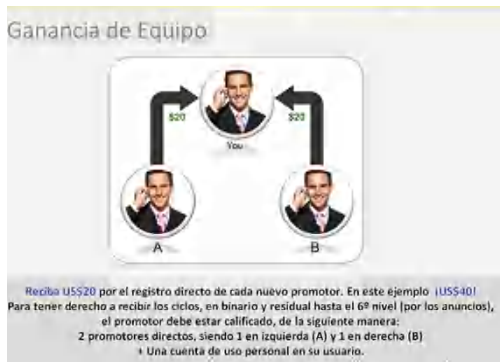 Ganancia de Equipo
$20
$20
You
A
B
Reciba US$20 por el registro directo de cada nuevo promotor. En este ejemplo ¡US$40!
Para tener derecho a recibir los ciclos, en binario y residual hasta el 6º nivel (por los anuncios),
el promotor debe estar calificado, de la siguiente manera:
2 promotores directos, siendo 1 en izquierda (A) y 1 en derecha (B)
+ Una cuenta de uso personal en su usuario.